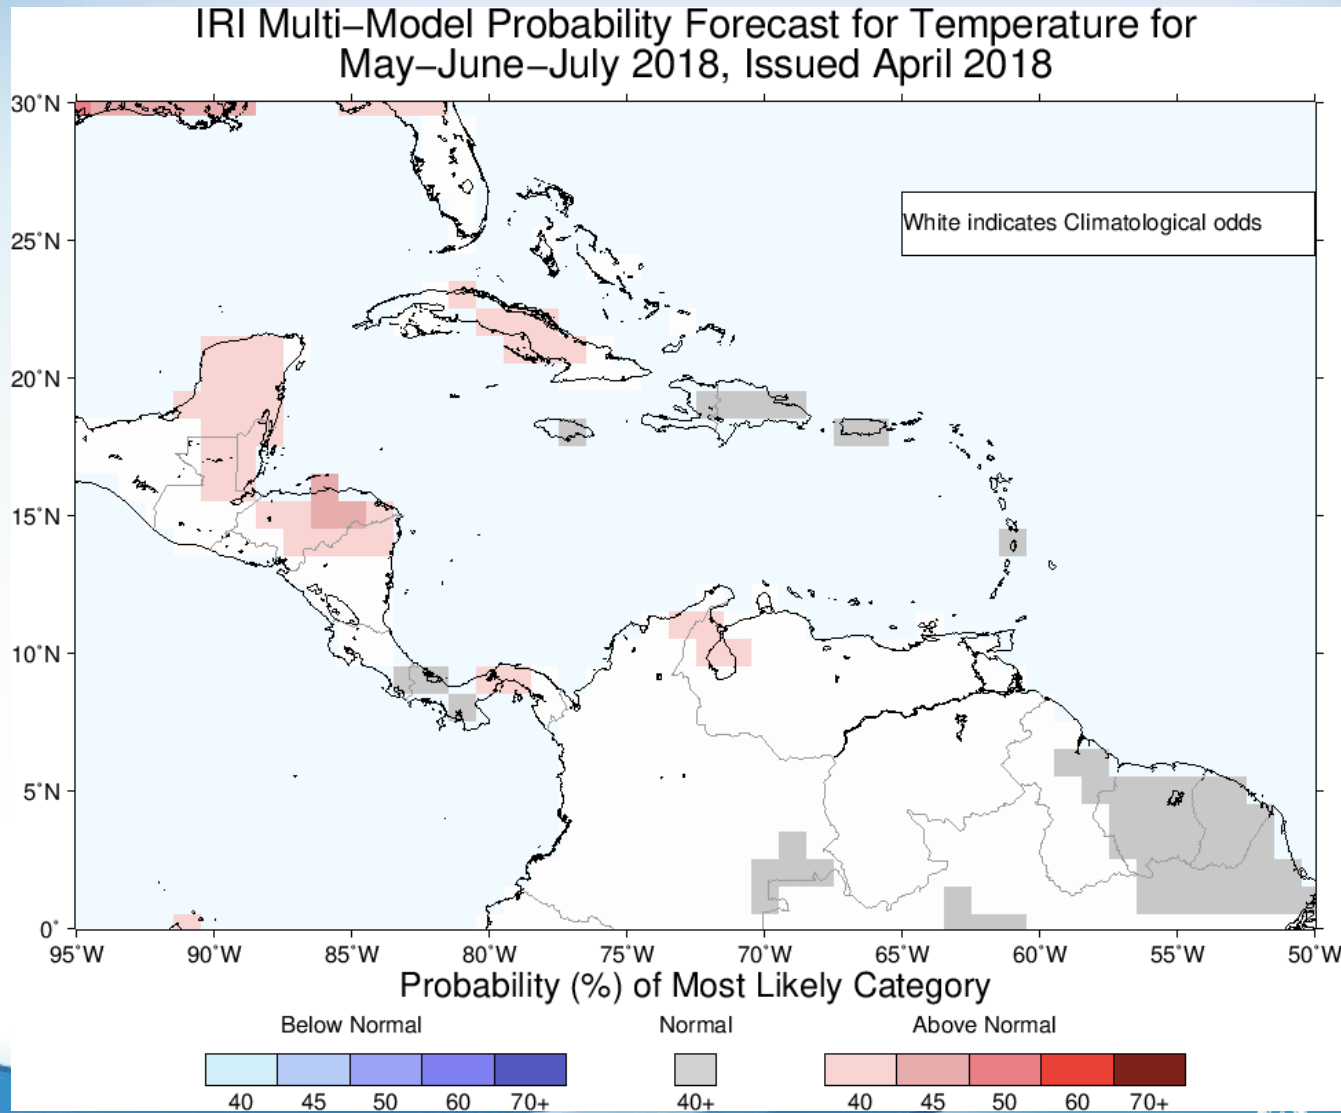 IRI Multi−Model Probability Forecast for Temperature for
May−June−July 2018, Issued April 2018
30˚N
White indicates Climatological odds
25˚N
20˚N
15˚N
10˚N
5˚N
0˚
95˚W 90˚W 85˚W 80˚W 75˚W 70˚W 65˚W 60˚W 55˚W 50˚W
Probability (%) of Most Likely Category
Below Normal Normal Above Normal
40 45 50 60 70+ 40+ 40 45 50 60 70+